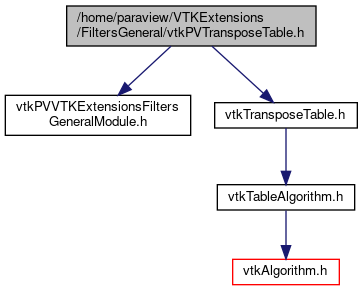 /home/paraview/VTKExtensions
/FiltersGeneral/vtkPVTransposeTable.h
vtkPVVTKExtensionsFilters
GeneralModule.h
vtkTransposeTable.h
vtkTableAlgorithm.h
vtkAlgorithm.h